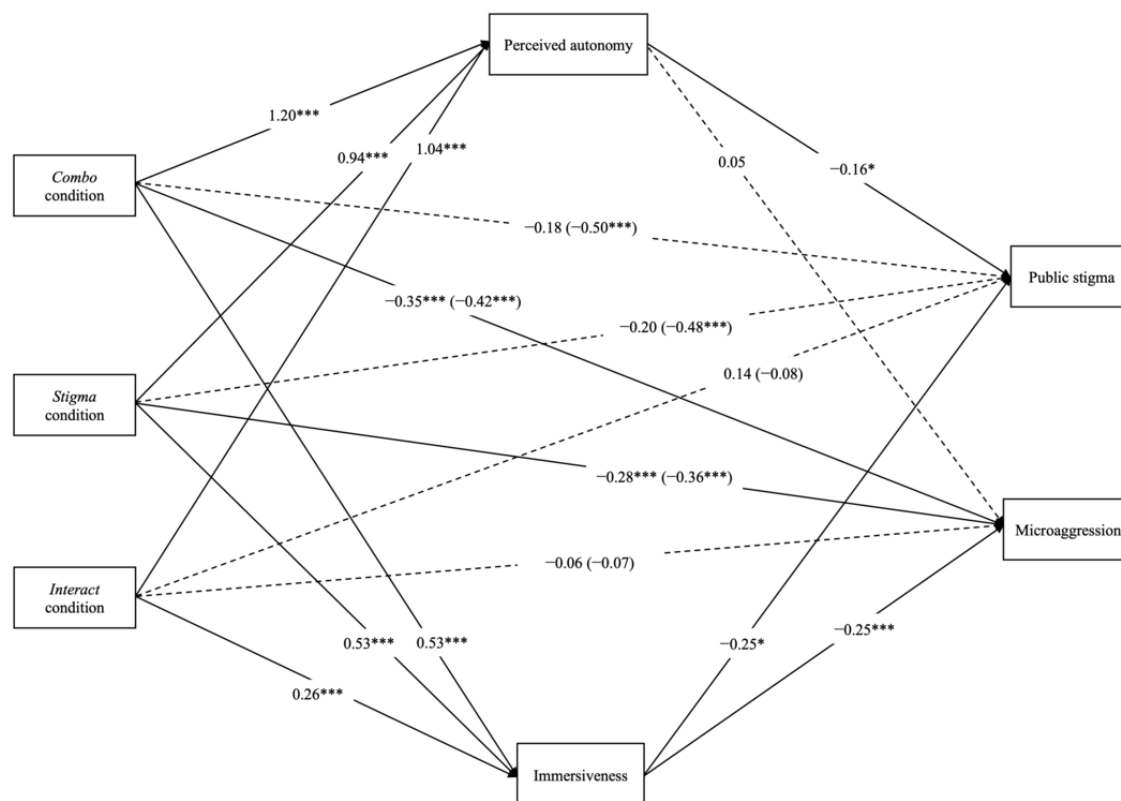 Perceived autonomy
1.20***
0.94***
1.04***
0.05
−0.16*
Combo
condition
−0.18 (−0.50***)
Public stigma
−0.35*** (−0.42***)
−0.20 (−0.48***)
0.14 (−0.08)
Stigma
condition
−0.28*** (−0.36***)
Microaggression
−0.06 (−0.07)
Interact
condition
0.53***
0.53***
−0.25*
−0.25***
0.26***
Immersiveness